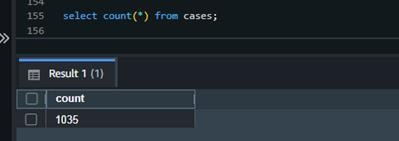 154
155 select count(*) from cases;
156
Result 1 (1)
count
1035